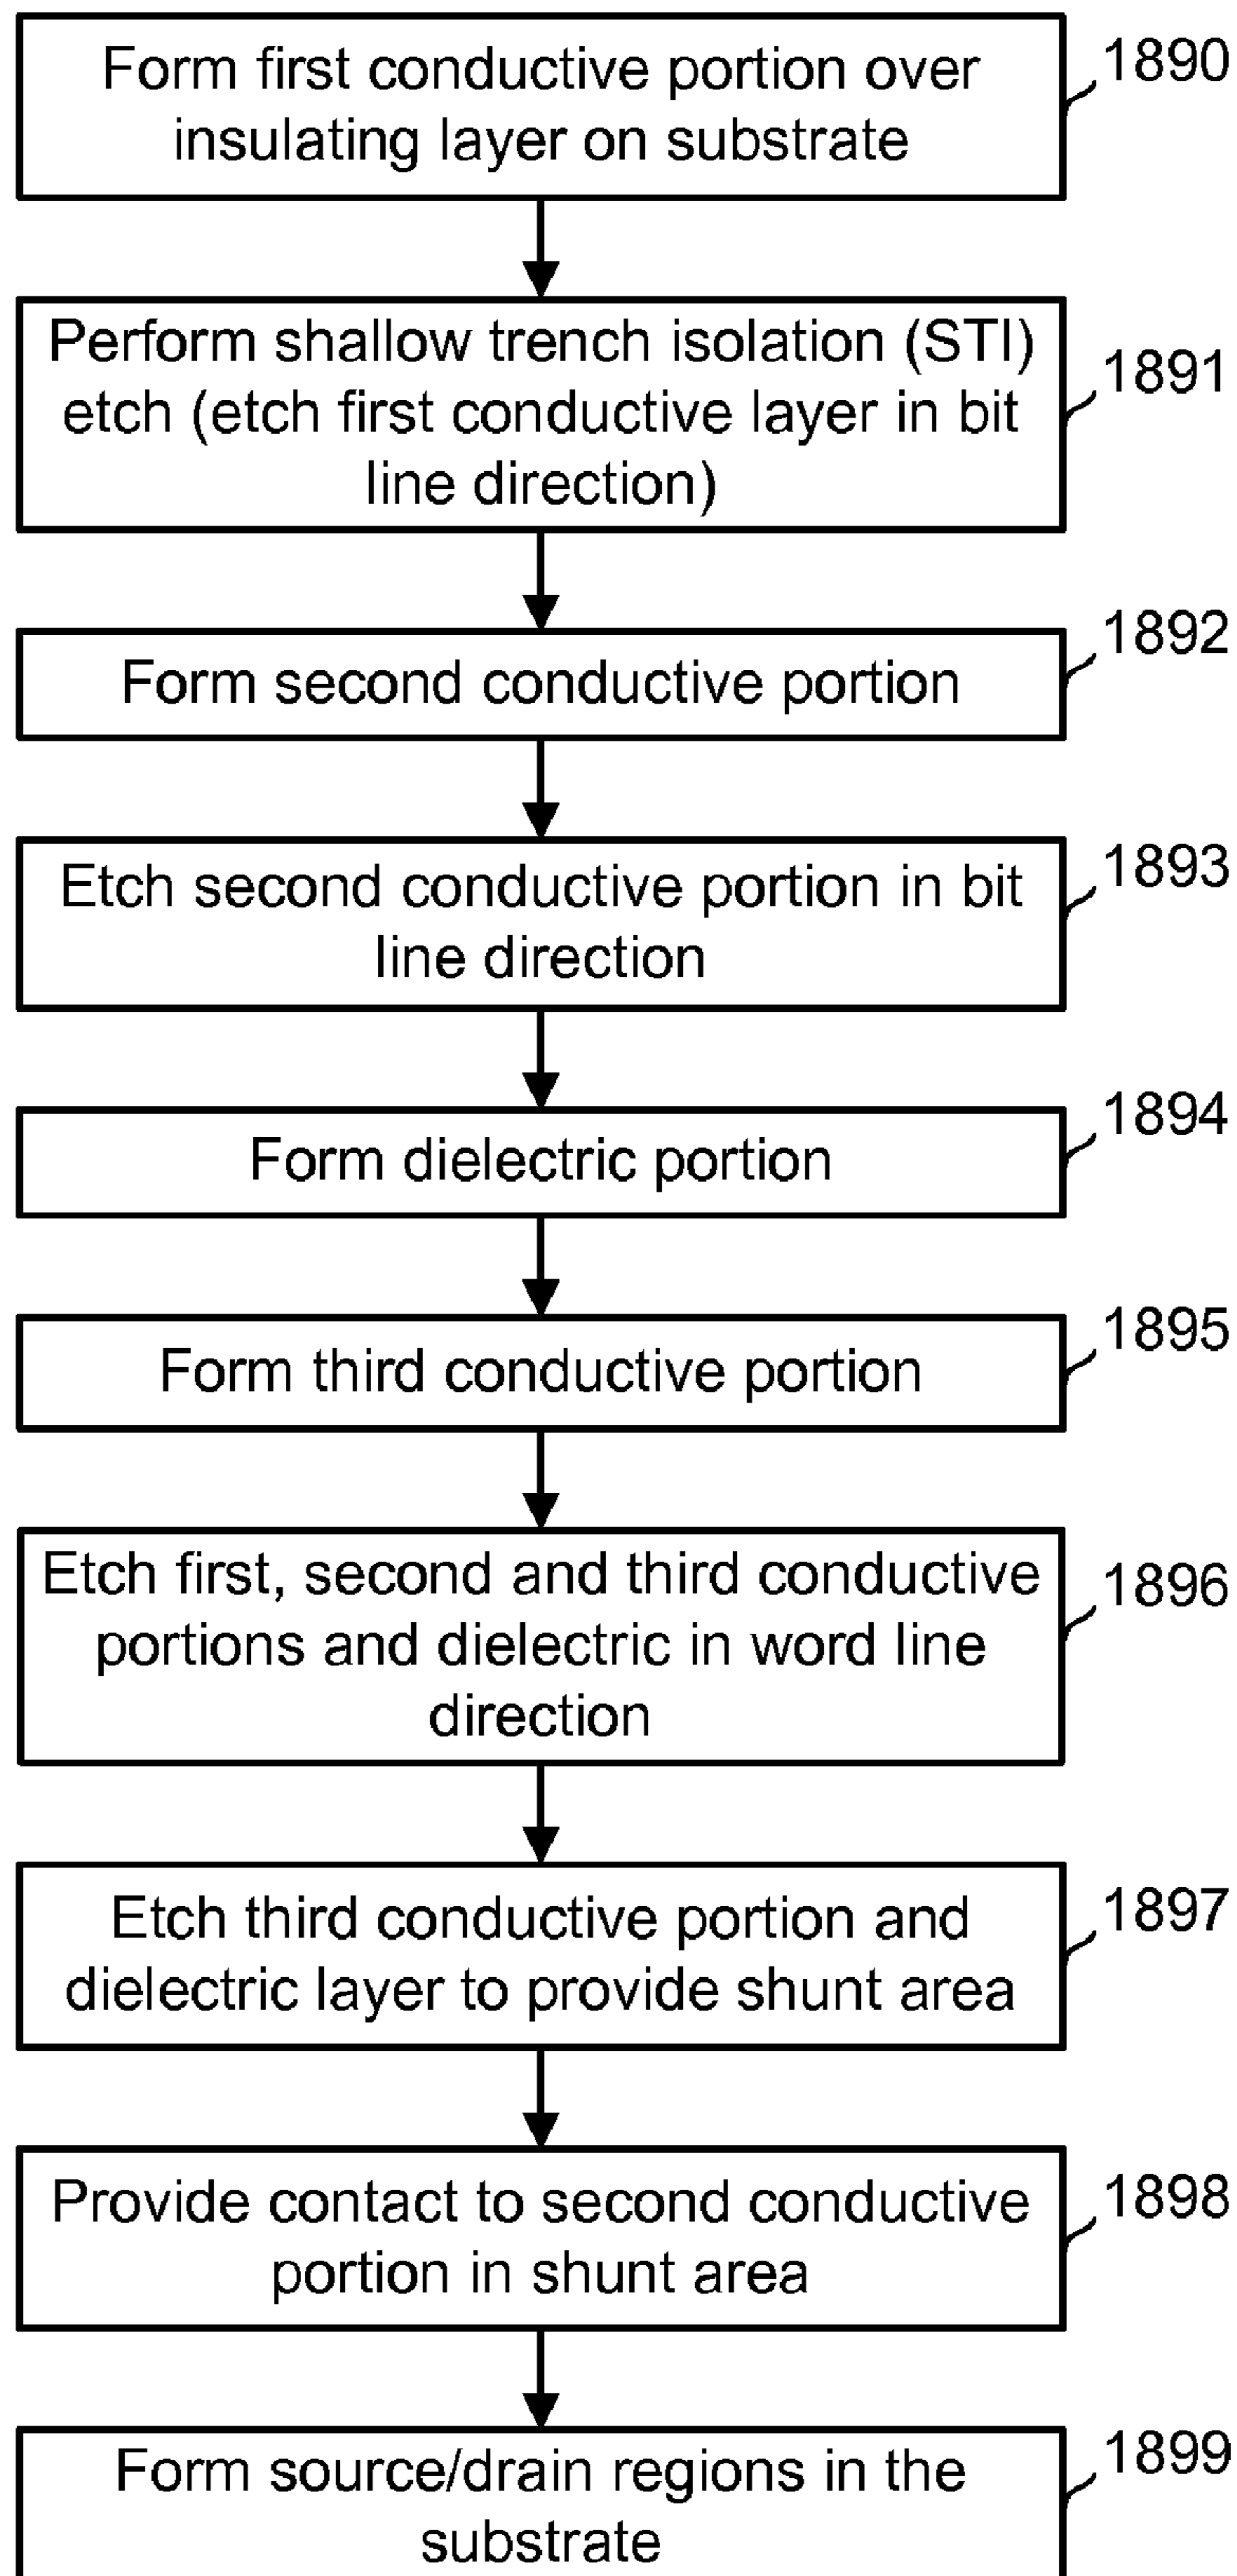 Form first conductive portion over
insulating layer on substrate
1890
Perform shallow trench isolation (STI)
etch (etch first conductive layer in bit
line direction)
1891
Form second conductive portion
1892
Etch second conductive portion in bit
line direction
1893
Form dielectric portion
1894
Form third conductive portion
1895
Etch first, second and third conductive
portions and dielectric in word line
direction
1896
Etch third conductive portion and
dielectric layer to provide shunt area
1897
Provide contact to second conductive
portion in shunt area
1898
Form source/drain regions in the
substrate
1899